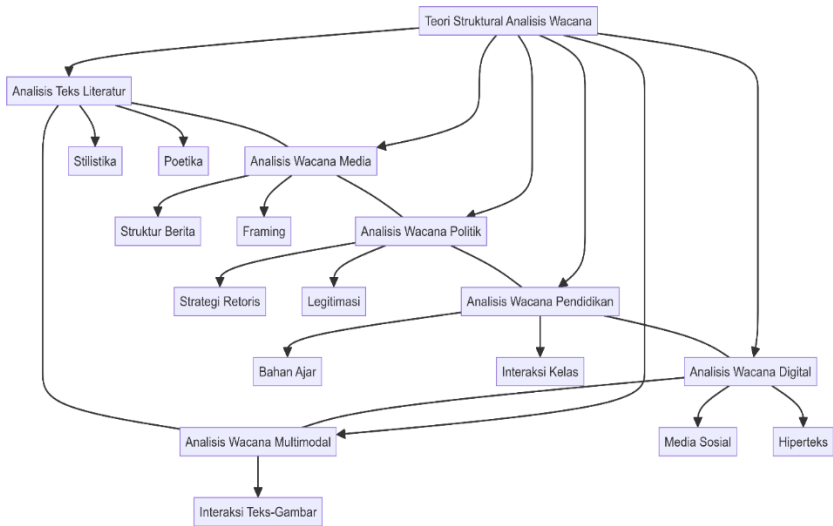 Teori Struktural Analisis Wacana
Analisis Teks Literatur
Stilistika
Poetika
Analisis Wacana Media
Struktur Berita
Framing
Analisis Wacana Politik
Strategi Retoris
Legitimasi
Analisis Wacana Pendidikan
Bahan Ajar
Interaksi Kelas
Analisis Wacana Digital
Media Sosial
Hiperteks
Analisis Wacana Multimodal
Interaksi Teks-Gambar